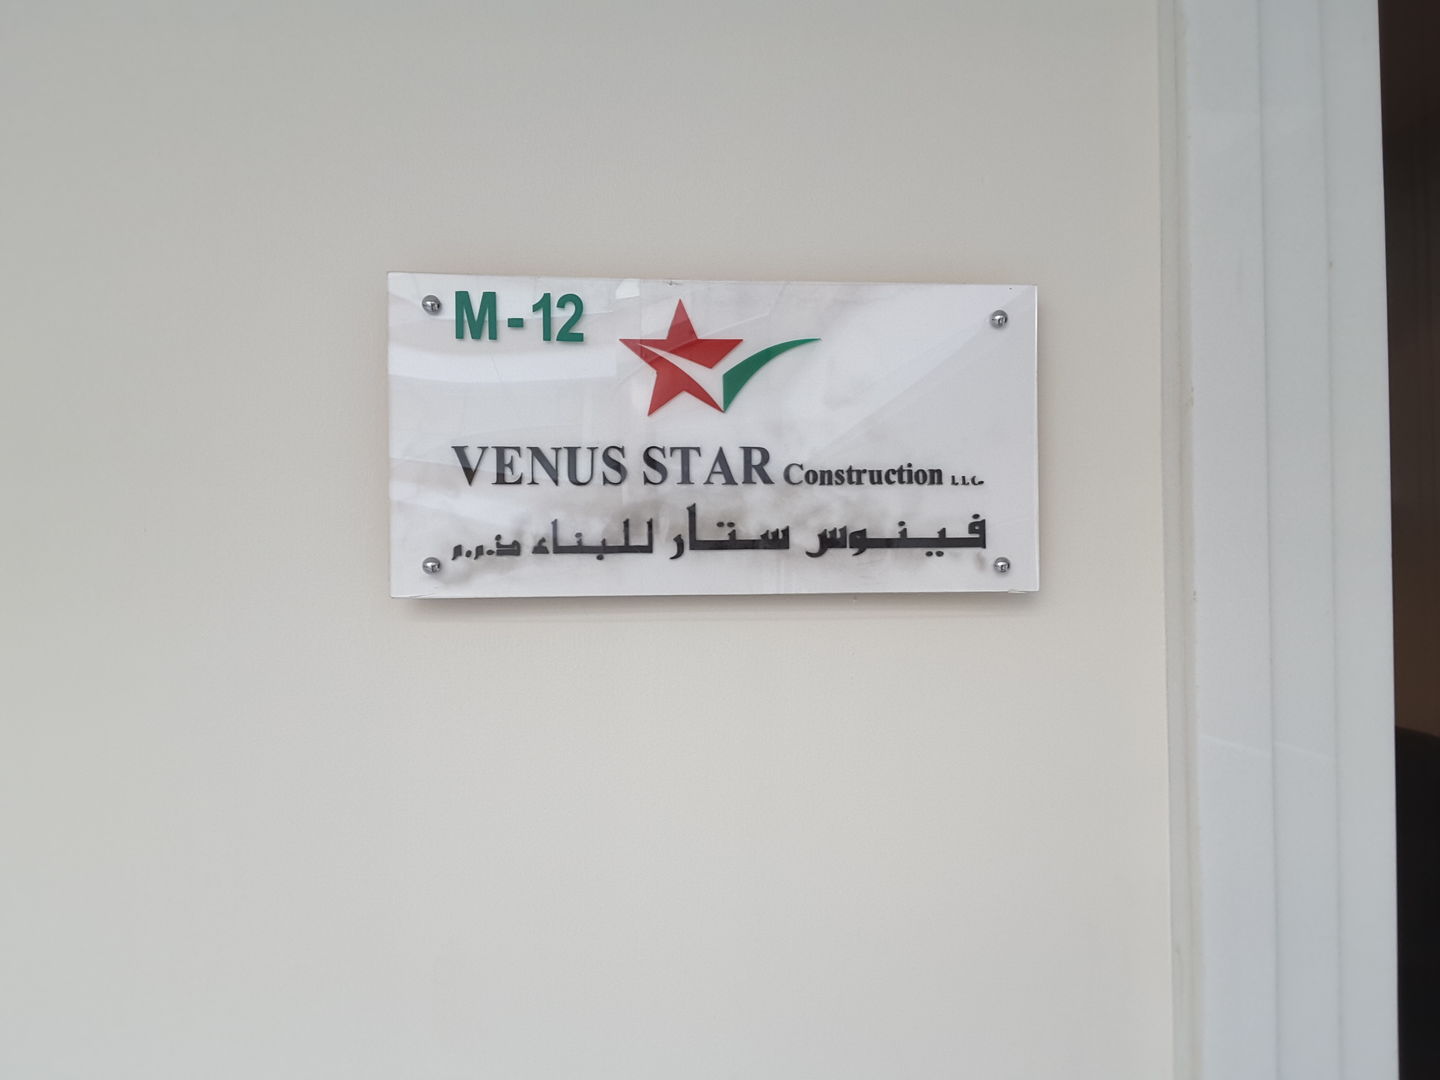 M-12
VENUS STAR Construction L.L.C.
فينوس ستار للبناء ذ.م.م